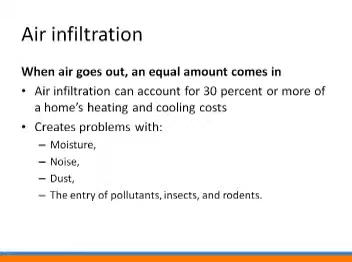 Air infiltration
When air goes out, an equal amount comes in
• Air infiltration can account for 30 percent or more of
a home's heating and cooling costs
• Creates problems with:
– Moisture,
– Noise,
– Dust,
– The entry of pollutants, insects, and rodents.